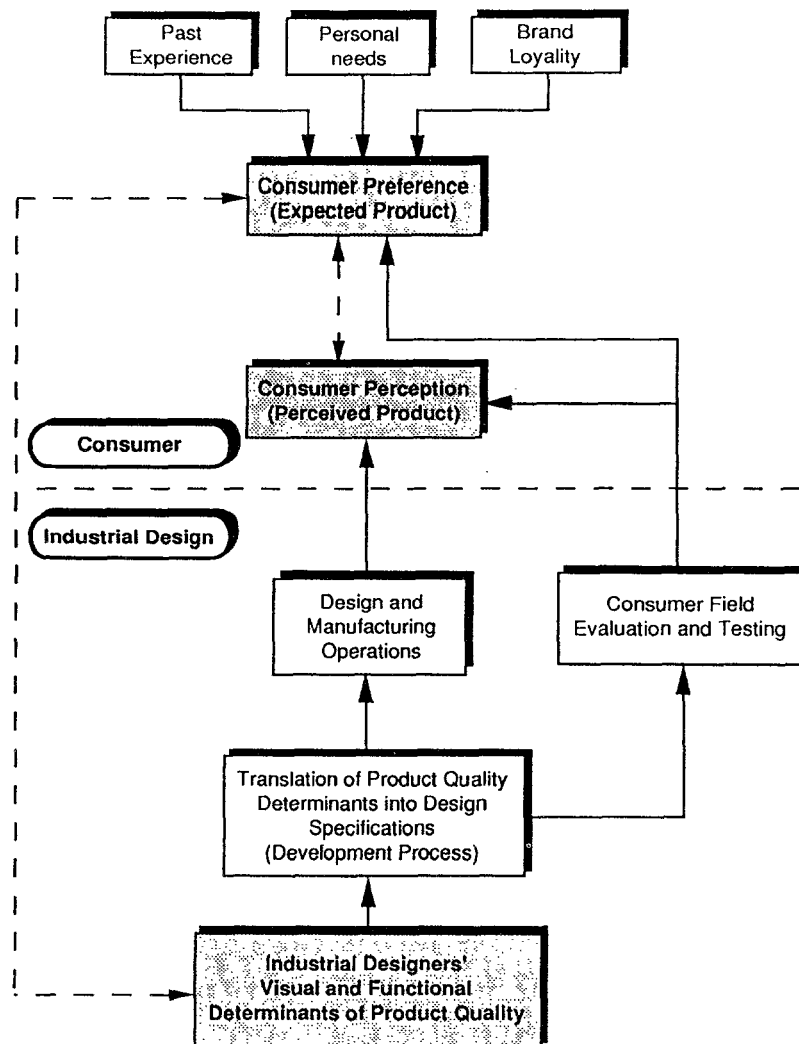 Past
Experience
Personal
needs
Brand
Loyality
Consumer Preference
(Expected Product)
Consumer Perception
(Perceived Product)
Consumer
Industrial Design
Design and
Manufacturing
Operations
Consumer Field
Evaluation and Testing
Translation of Product Quality
Determinants into Design
Specifications
(Development Process)
Industrial Designers'
Visual and Functional
Determinants of Product Quality